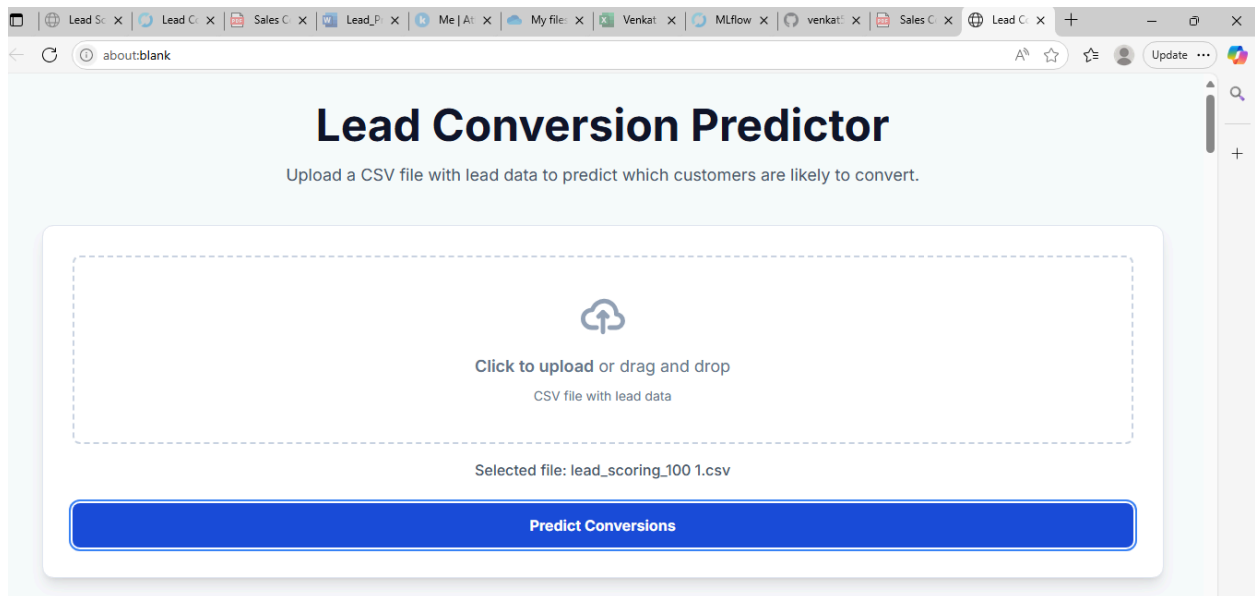 Lead Sc
Lead Cc
Sales C
Lead_P
Me | At
My file
Venkat
MLflow
venkat
Sales C
Lead Cc
about:blank
Update
Lead Conversion Predictor
Upload a CSV file with lead data to predict which customers are likely to convert.
Click to upload or drag and drop
CSV file with lead data
Selected file: lead_scoring_100 1.csv
Predict Conversions